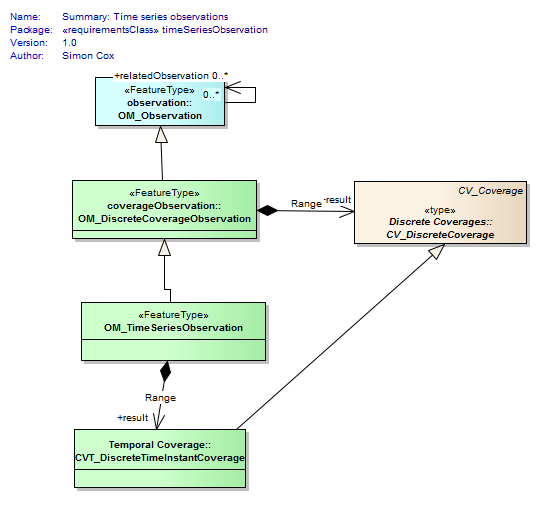 Name: Summary: Time series observations
Package: «requirementsClass» timeSeriesObservation
Version: 1.0
Author: Simon Cox
+relatedObservation 0..*
«FeatureType»
0..*
observation::
OM_Observation
«FeatureType»
coverageObservation::
OM_DiscreteCoverageObservation
Range
+result
CV_Coverage
«type»
Discrete Coverages::
CV_DiscreteCoverage
«FeatureType»
OM_TimeSeriesObservation
Range
+result
Temporal Coverage::
CVT_DiscreteTimeInstantCoverage